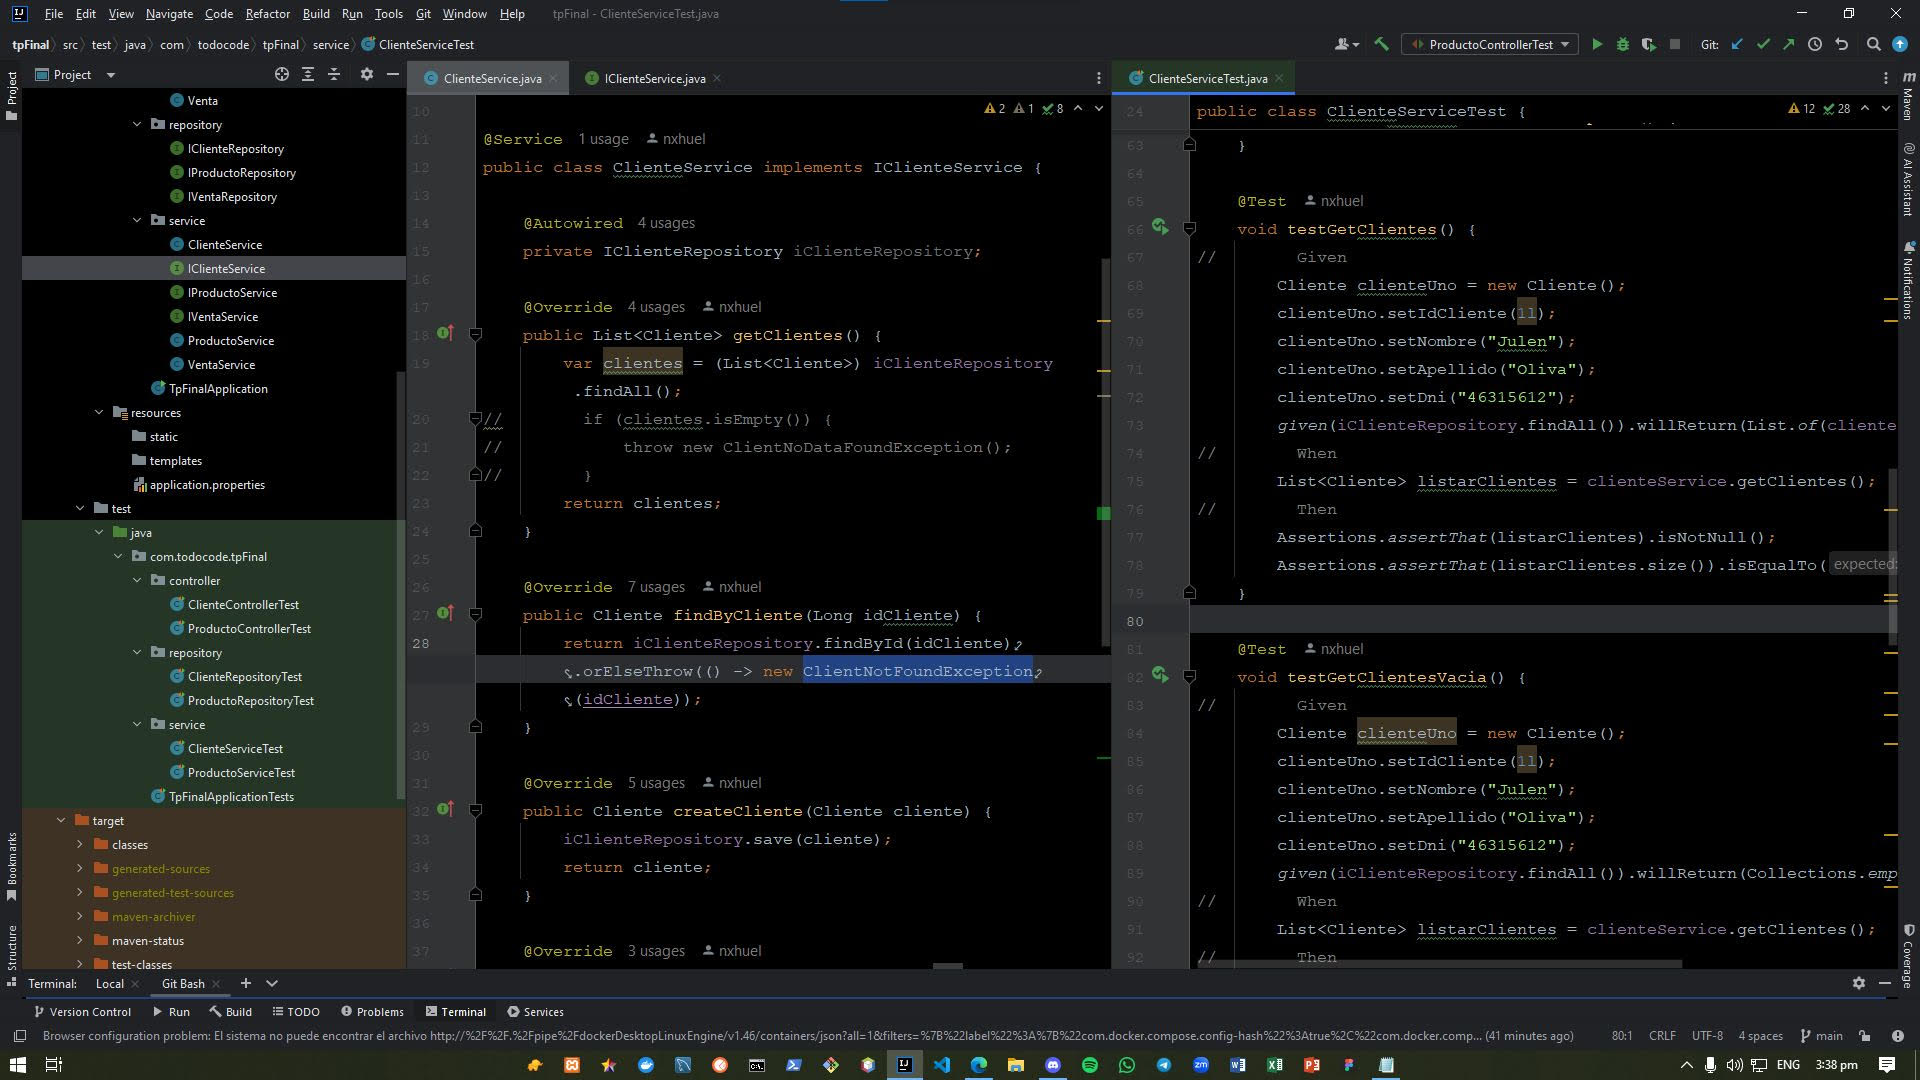 File Edit View Navigate Code Refactor Build Run Tools Git Window Help tpFinal - ClienteServiceTest.java
tpFinal src test java com todocode tpFinal service ClienteServiceTest
ProductoControllerTest Git:
Project
ClienteService.java IClienteService.java
ClienteServiceTest.java
Project
Bookmarks
Structure
Maven
AI Assistant
Notifications
Coverage
Venta
repository
IClienteRepository
IProductoRepository
IVentaRepository
service
ClienteService
IClienteService
IProductoService
IVentaService
ProductoService
VentaService
TpFinalApplication
resources
static
templates
application.properties
test
java
com.todocode.tpFinal
controller
ClienteControllerTest
ProductoControllerTest
repository
ClienteRepositoryTest
ProductoRepositoryTest
service
ClienteServiceTest
ProductoServiceTest
TpFinalApplicationTests
target
classes
generated-sources
generated-test-sources
maven-archiver
maven-status
test-classes
2 1 8
10
11 @Service 1 usage nxhuel
12 public class ClienteService implements IClienteService {
13
14 @Autowired 4 usages
15 private IClienteRepository iClienteRepository;
16
17 @Override 4 usages nxhuel
18 public List<Cliente> getClientes() {
19 var clientes = (List<Cliente>) iClienteRepository
.findAll();
20 // if (clientes.isEmpty()) {
21 // throw new ClientNoDataFoundException();
22 // }
23 return clientes;
24 }
25
26 @Override 7 usages nxhuel
27 public Cliente findByCliente(Long idCliente) {
28 return iClienteRepository.findById(idCliente)
.orElseThrow(() -> new ClientNotFoundException
(idCliente));
29 }
30
31 @Override 5 usages nxhuel
32 public Cliente createCliente(Cliente cliente) {
33 iClienteRepository.save(cliente);
34 return cliente;
35 }
36
37 @Override 3 usages nxhuel
12 28
24 public class ClienteServiceTest {
63 }
64
65 @Test nxhuel
66 void testGetClientes() {
67 // Given
68 Cliente clienteUno = new Cliente();
69 clienteUno.setIdCliente(1l);
70 clienteUno.setNombre("Julen");
71 clienteUno.setApellido("Oliva");
72 clienteUno.setDni("46315612");
73 given(iClienteRepository.findAll()).willReturn(List.of(cliente
74 // When
75 List<Cliente> listarClientes = clienteService.getClientes();
76 // Then
77 Assertions.assertThat(listarClientes).isNotNull();
78 Assertions.assertThat(listarClientes.size()).isEqualTo( expected:
79 }
80
81 @Test nxhuel
82 void testGetClientesVacia() {
83 // Given
84 Cliente clienteUno = new Cliente();
85 clienteUno.setIdCliente(1l);
86 clienteUno.setNombre("Julen");
87 clienteUno.setApellido("Oliva");
88 clienteUno.setDni("46315612");
89 given(iClienteRepository.findAll()).willReturn(Collections.emp
90 // When
91 List<Cliente> listarClientes = clienteService.getClientes();
92 // Then
Terminal: Local Git Bash
Version Control Run Build TODO Problems Terminal Services
Browser configuration problem: El sistema no puede encontrar el archivo http://%2F%2F.%2Fpipe%2FdockerDesktopLinuxEngine/v1.46/containers/json?all=1&filters=%7B%22label%22%3A%7B%22com.docker.compose.config-hash%22%3Atrue%2C%22com.docker.comp... (41 minutes ago) 80:1 CRLF UTF-8 4 spaces main
ENG 3:38 pm